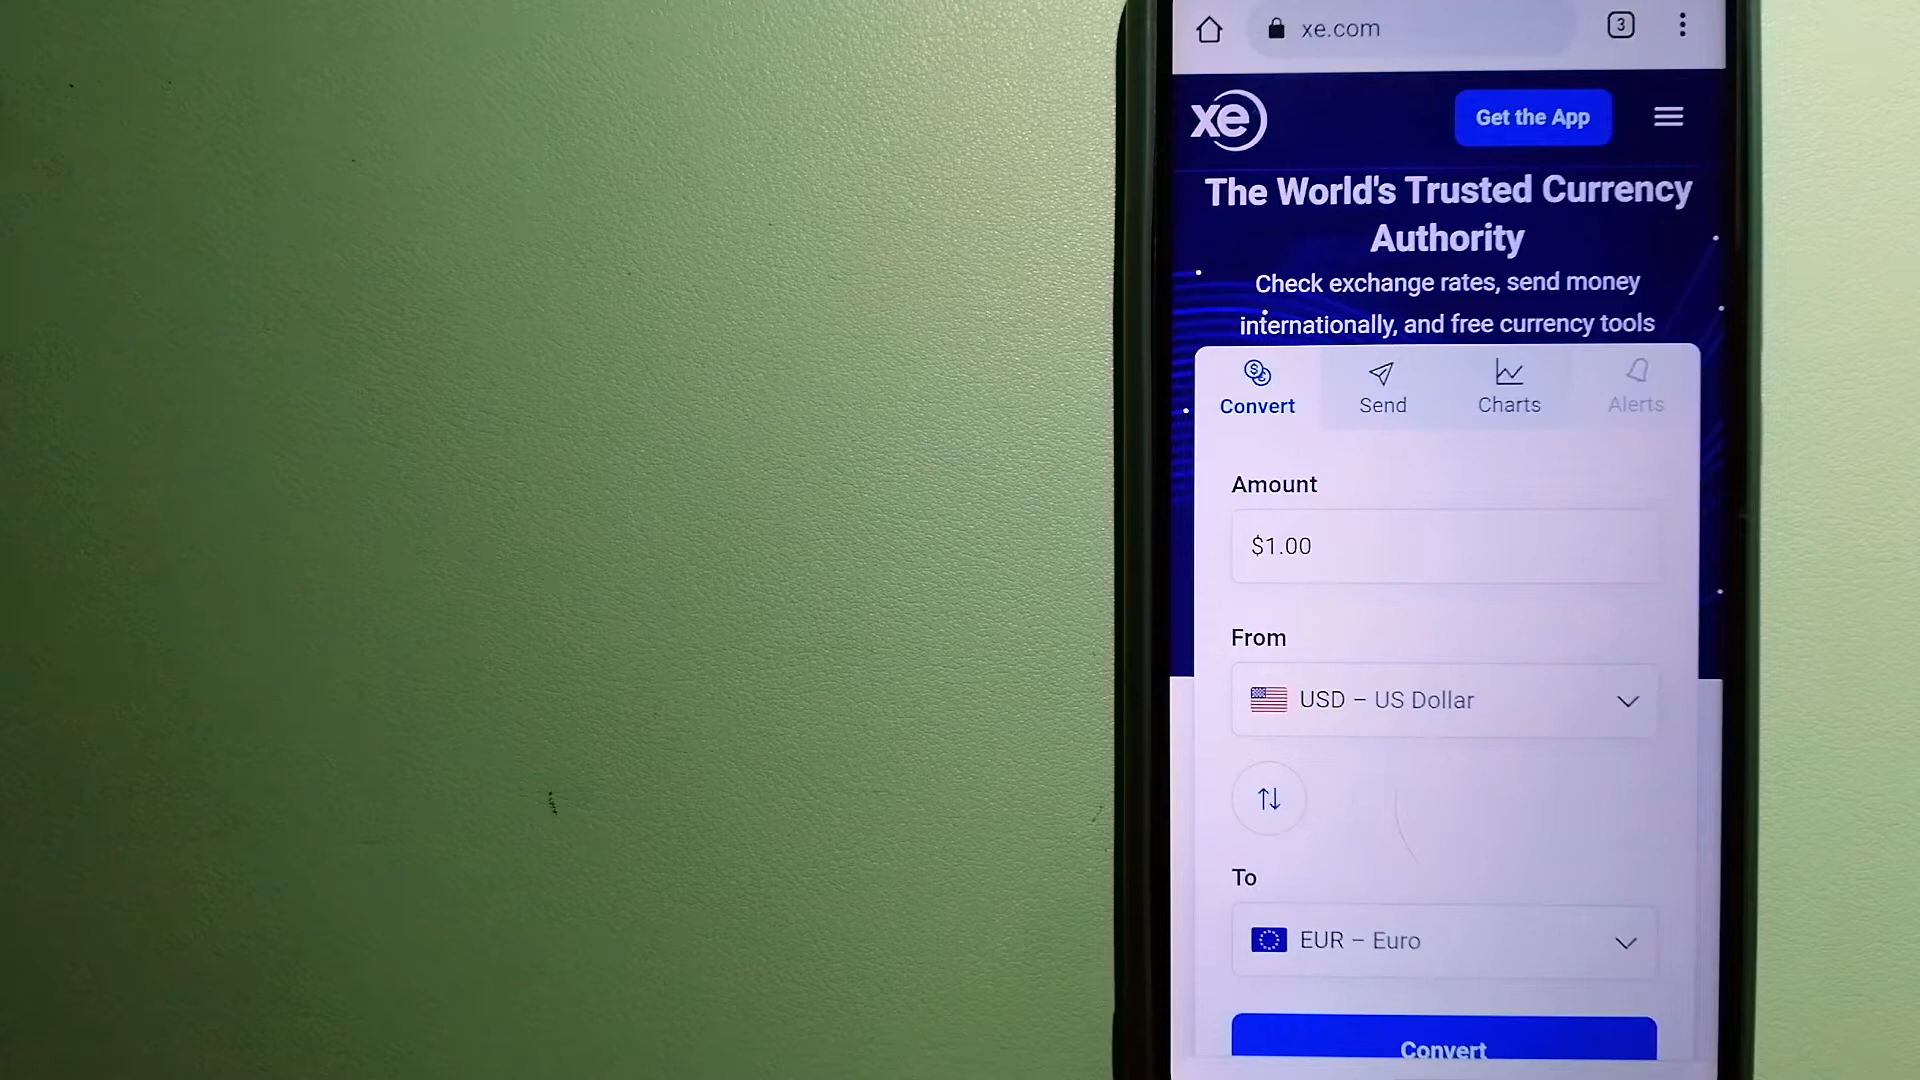 xe.com
3
xe
Get the App
The World's Trusted Currency
Authority
Check exchange rates, send money
internationally, and free currency tools
Convert
Send
Charts
Alerts
Amount
$1.00
From
USD – US Dollar
To
EUR – Euro
Convert